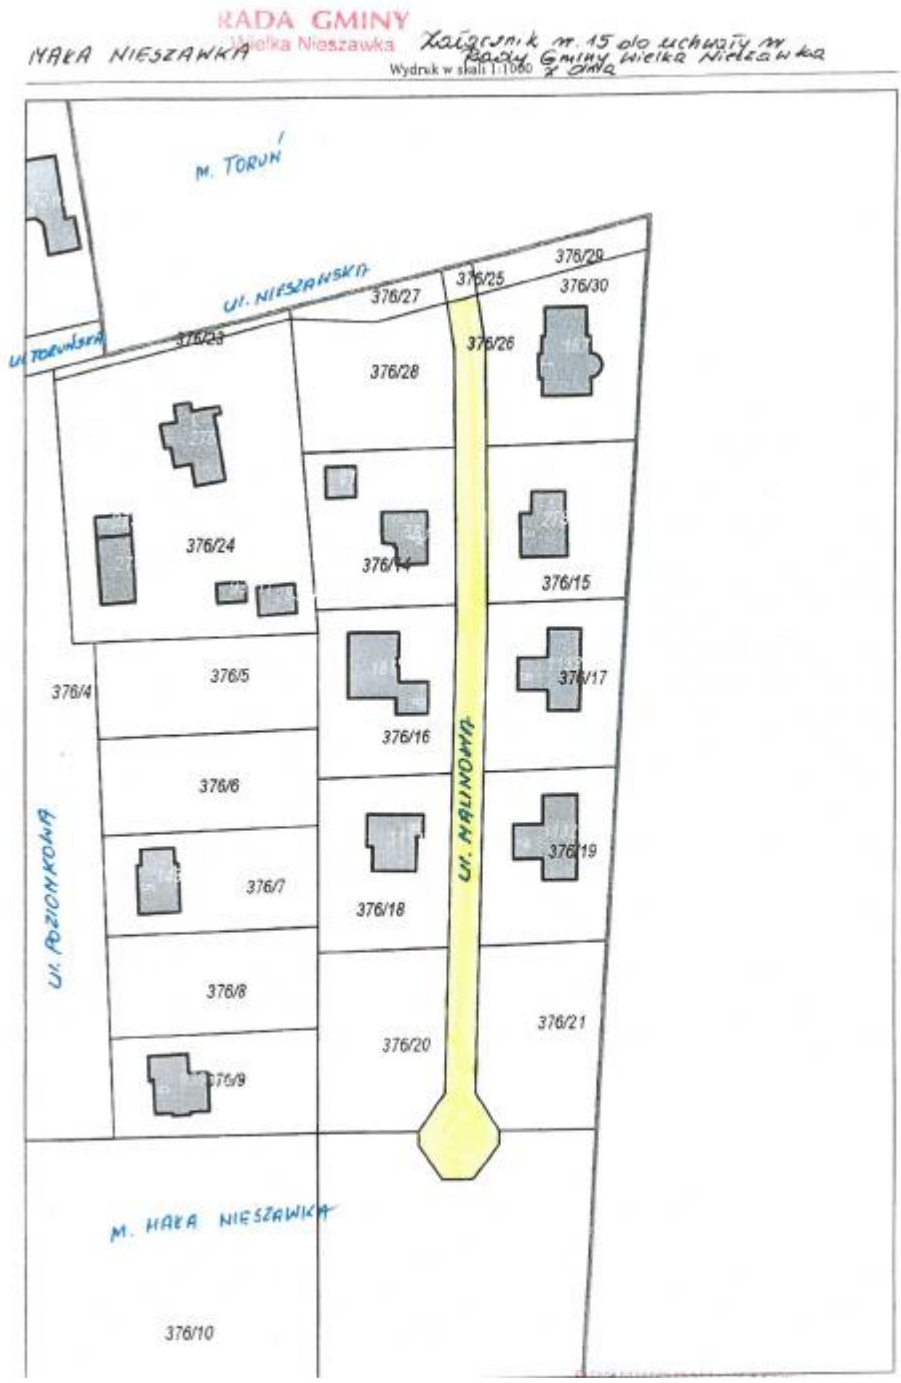 RADA GMINY
Wielka Nieszawka
MAŁA NIESZAWKA
Załącznik nr. 15 do uchwały nr
Rady Gminy Wielka Nieszawka
Wydruk w skali 1:1000 z dnia
M. TORUŃ
376/29
376/25
376/30
UL. NIESZAWSKA
376/27
376/23
376/26
UL TORUŃSKA
376/28
376/24
376/14
376/15
376/5
376/17
376/4
376/16
UL. MALINOWA
376/6
376/19
UL. POZIOMKOWA
376/7
376/18
376/8
376/21
376/20
376/9
M. MAŁA NIESZAWKA
376/10